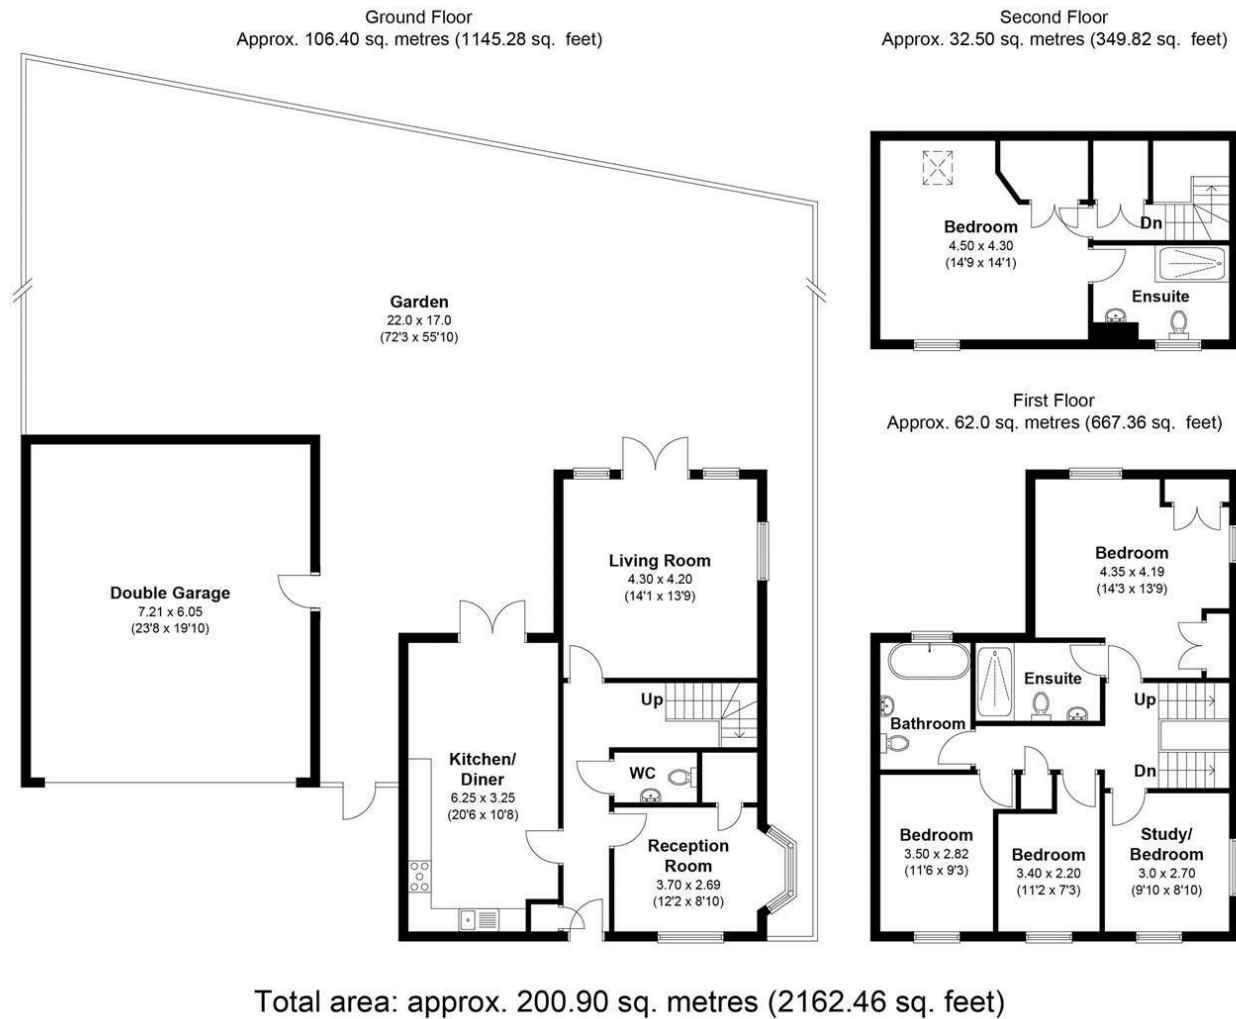 Ground Floor
Approx. 106.40 sq. metres (1145.28 sq. feet)
Garden
22.0 x 17.0
(72'3 x 55'10)
Double Garage
7.21 x 6.05
(23'8 x 19'10)
Living Room
4.30 x 4.20
(14'1 x 13'9)
Up
Kitchen/
Diner
6.25 x 3.25
(20'6 x 10'8)
WC
Reception
Room
3.70 x 2.69
(12'2 x 8'10)
Second Floor
Approx. 32.50 sq. metres (349.82 sq. feet)
Bedroom
4.50 x 4.30
(14'9 x 14'1)
Dn
Ensuite
First Floor
Approx. 62.0 sq. metres (667.36 sq. feet)
Bedroom
4.35 x 4.19
(14'3 x 13'9)
Ensuite
Bathroom
Up
Dn
Bedroom
3.50 x 2.82
(11'6 x 9'3)
Bedroom
3.40 x 2.20
(11'2 x 7'3)
Study/
Bedroom
3.0 x 2.70
(9'10 x 8'10)
Total area: approx. 200.90 sq. metres (2162.46 sq. feet)